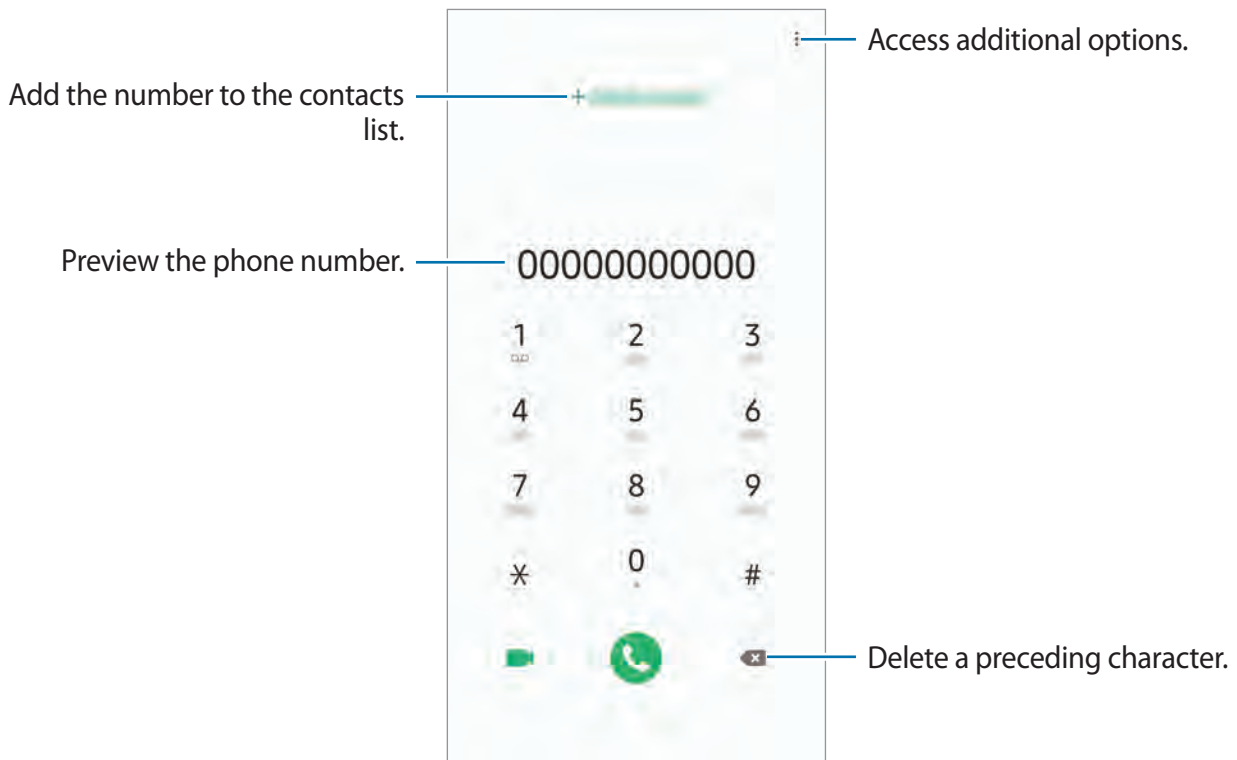 Access additional options.
Add the number to the contacts
list.
+
Preview the phone number.
00000000000
1 2 3
4 5 6
7 8 9
* 0 #
Delete a preceding character.